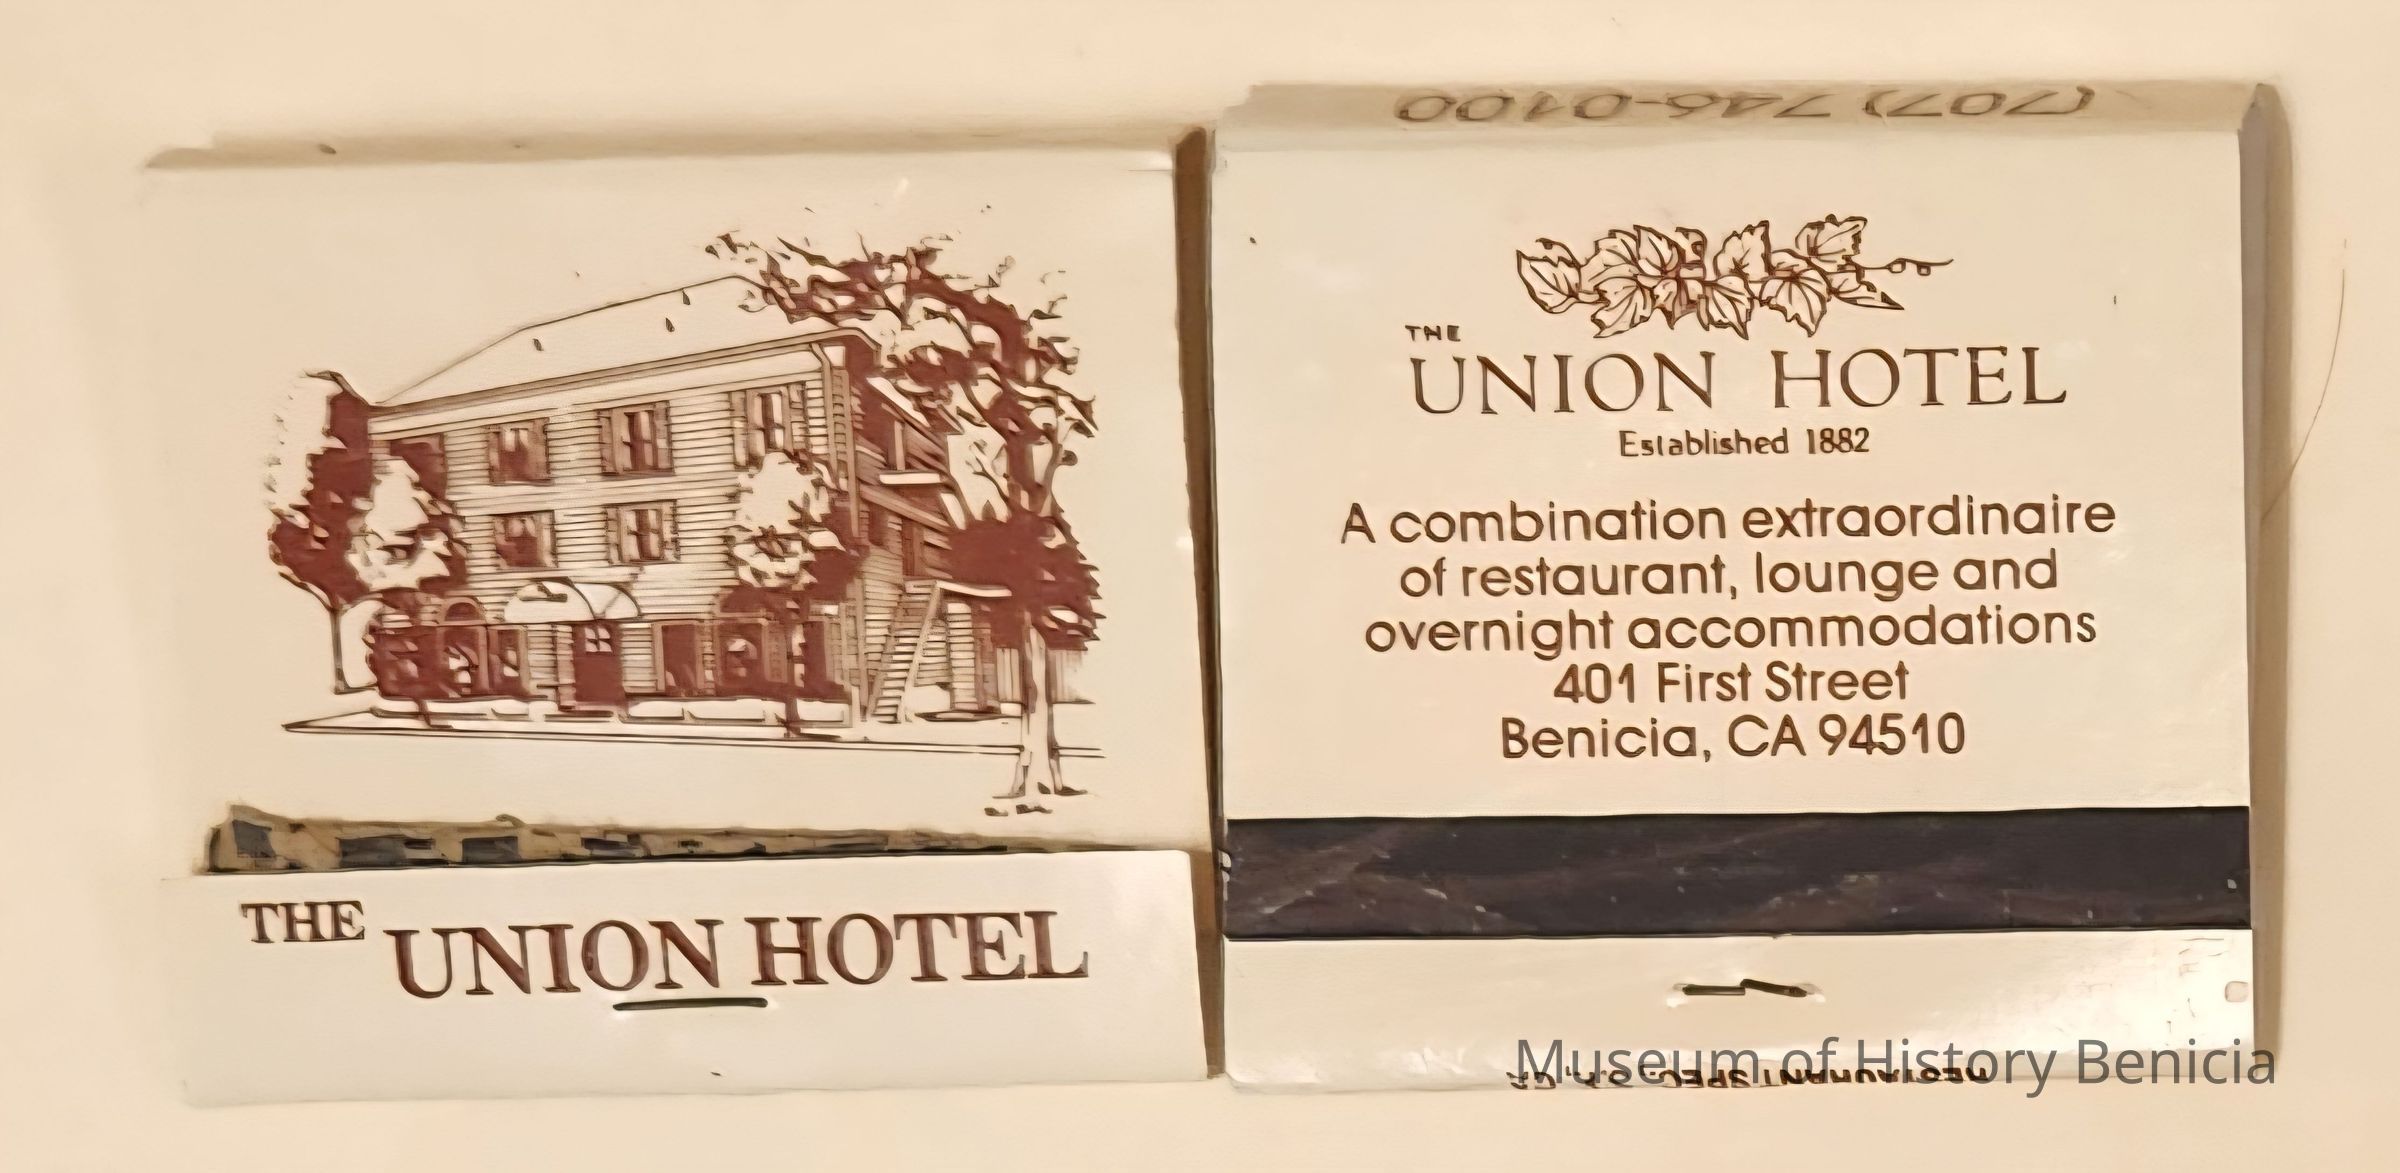 THE
UNION HOTEL
(707) 746-0100
THE
UNION HOTEL
Established 1882
A combination extraordinaire
of restaurant, lounge and
overnight accommodations
401 First Street
Benicia, CA 94510
Museum of History Benicia